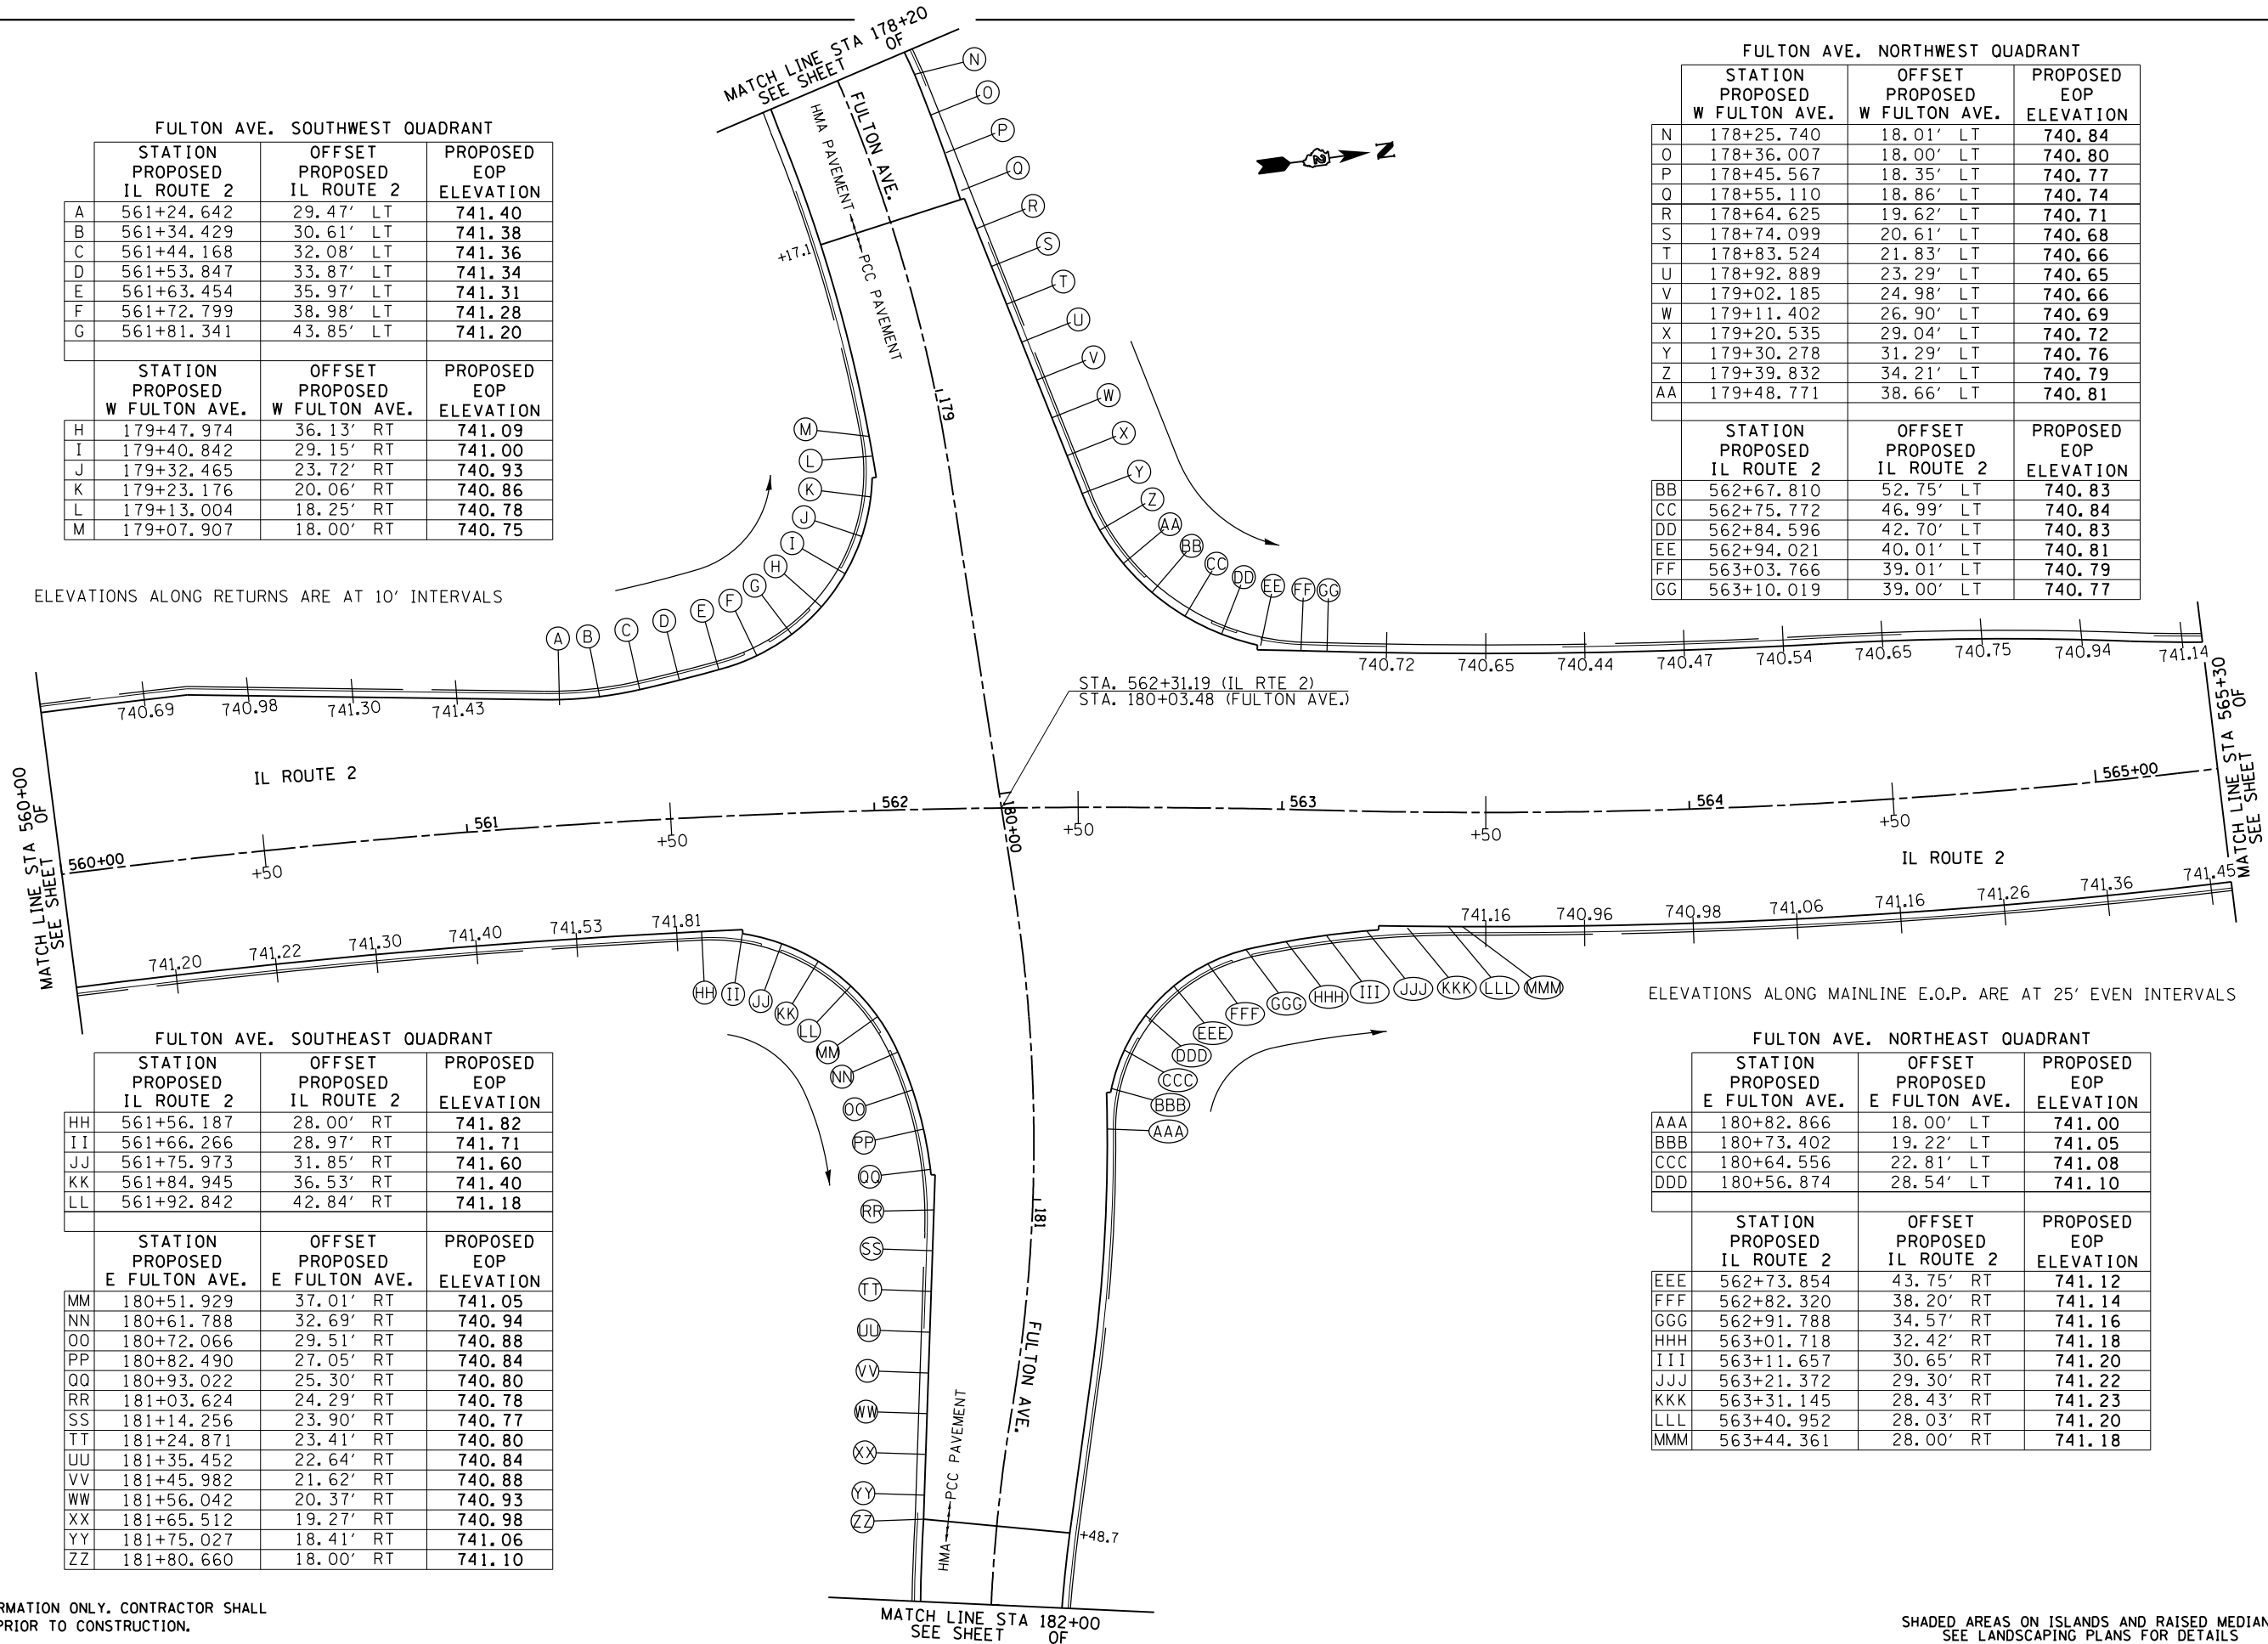 MATCH LINE STA 178+20
SEE SHEET OF
FULTON AVE. SOUTHWEST QUADRANT
STATION PROPOSED IL ROUTE 2 OFFSET PROPOSED IL ROUTE 2 PROPOSED EOP ELEVATION
A 561+24.642 29.47' LT 741.40
B 561+34.429 30.61' LT 741.38
C 561+44.168 32.08' LT 741.36
D 561+53.847 33.87' LT 741.34
E 561+63.454 35.97' LT 741.31
F 561+72.799 38.98' LT 741.28
G 561+81.341 43.85' LT 741.20
STATION PROPOSED W FULTON AVE. OFFSET PROPOSED W FULTON AVE. PROPOSED EOP ELEVATION
H 179+47.974 36.13' RT 741.09
I 179+40.842 29.15' RT 741.00
J 179+32.465 23.72' RT 740.93
K 179+23.176 20.06' RT 740.86
L 179+13.004 18.25' RT 740.78
M 179+07.907 18.00' RT 740.75
ELEVATIONS ALONG RETURNS ARE AT 10' INTERVALS
FULTON AVE. NORTHWEST QUADRANT
STATION PROPOSED W FULTON AVE. OFFSET PROPOSED W FULTON AVE. PROPOSED EOP ELEVATION
N 178+25.740 18.01' LT 740.84
O 178+36.007 18.00' LT 740.80
P 178+45.567 18.35' LT 740.77
Q 178+55.110 18.86' LT 740.74
R 178+64.625 19.62' LT 740.71
S 178+74.099 20.61' LT 740.68
T 178+83.524 21.83' LT 740.66
U 178+92.889 23.29' LT 740.65
V 179+02.185 24.98' LT 740.66
W 179+11.402 26.90' LT 740.69
X 179+20.535 29.04' LT 740.72
Y 179+30.278 31.29' LT 740.76
Z 179+39.832 34.21' LT 740.79
AA 179+48.771 38.66' LT 740.81
STATION PROPOSED IL ROUTE 2 OFFSET PROPOSED IL ROUTE 2 PROPOSED EOP ELEVATION
BB 562+67.810 52.75' LT 740.83
CC 562+75.772 46.99' LT 740.84
DD 562+84.596 42.70' LT 740.83
EE 562+94.021 40.01' LT 740.81
FF 563+03.766 39.01' LT 740.79
GG 563+10.019 39.00' LT 740.77
HMA PAVEMENT
PCC PAVEMENT
FULTON AVE.
+17.1
179
N
2
N
O
P
Q
R
S
T
U
V
W
X
Y
Z
AA
BB
CC
DD
EE
FF
GG
M
L
K
J
I
H
G
F
E
D
C
B
A
740.69 740.98 741.30 741.43
740.72 740.65 740.44 740.47 740.54 740.65 740.75 740.94 741.14
STA. 562+31.19 (IL RTE 2)
STA. 180+03.48 (FULTON AVE.)
IL ROUTE 2
MATCH LINE STA 560+00
SEE SHEET OF
560+00 +50 561 +50 562 180+00 +50 563 +50 564 +50 565+00
MATCH LINE STA 565+30
SEE SHEET OF
IL ROUTE 2
741.20 741.22 741.30 741.40 741.53 741.81
741.16 740.96 740.98 741.06 741.16 741.26 741.36 741.45
HH
II
JJ
KK
LL
MM
NN
OO
PP
QQ
RR
SS
TT
UU
VV
WW
XX
YY
ZZ
MMM
LLL
KKK
JJJ
III
HHH
GGG
FFF
EEE
DDD
CCC
BBB
AAA
ELEVATIONS ALONG MAINLINE E.O.P. ARE AT 25' EVEN INTERVALS
FULTON AVE. SOUTHEAST QUADRANT
STATION PROPOSED IL ROUTE 2 OFFSET PROPOSED IL ROUTE 2 PROPOSED EOP ELEVATION
HH 561+56.187 28.00' RT 741.82
II 561+66.266 28.97' RT 741.71
JJ 561+75.973 31.85' RT 741.60
KK 561+84.945 36.53' RT 741.40
LL 561+92.842 42.84' RT 741.18
STATION PROPOSED E FULTON AVE. OFFSET PROPOSED E FULTON AVE. PROPOSED EOP ELEVATION
MM 180+51.929 37.01' RT 741.05
NN 180+61.788 32.69' RT 740.94
OO 180+72.066 29.51' RT 740.88
PP 180+82.490 27.05' RT 740.84
QQ 180+93.022 25.30' RT 740.80
RR 181+03.624 24.29' RT 740.78
SS 181+14.256 23.90' RT 740.77
TT 181+24.871 23.41' RT 740.80
UU 181+35.452 22.64' RT 740.84
VV 181+45.982 21.62' RT 740.88
WW 181+56.042 20.37' RT 740.93
XX 181+65.512 19.27' RT 740.98
YY 181+75.027 18.41' RT 741.06
ZZ 181+80.660 18.00' RT 741.10
FULTON AVE. NORTHEAST QUADRANT
STATION PROPOSED E FULTON AVE. OFFSET PROPOSED E FULTON AVE. PROPOSED EOP ELEVATION
AAA 180+82.866 18.00' LT 741.00
BBB 180+73.402 19.22' LT 741.05
CCC 180+64.556 22.81' LT 741.08
DDD 180+56.874 28.54' LT 741.10
STATION PROPOSED IL ROUTE 2 OFFSET PROPOSED IL ROUTE 2 PROPOSED EOP ELEVATION
EEE 562+73.854 43.75' RT 741.12
FFF 562+82.320 38.20' RT 741.14
GGG 562+91.788 34.57' RT 741.16
HHH 563+01.718 32.42' RT 741.18
III 563+11.657 30.65' RT 741.20
JJJ 563+21.372 29.30' RT 741.22
KKK 563+31.145 28.43' RT 741.23
LLL 563+40.952 28.03' RT 741.20
MMM 563+44.361 28.00' RT 741.18
181
FULTON AVE.
HMA
PCC PAVEMENT
+48.7
MATCH LINE STA 182+00
SEE SHEET OF
RMATION ONLY. CONTRACTOR SHALL
PRIOR TO CONSTRUCTION.
SHADED AREAS ON ISLANDS AND RAISED MEDIAN
SEE LANDSCAPING PLANS FOR DETAILS